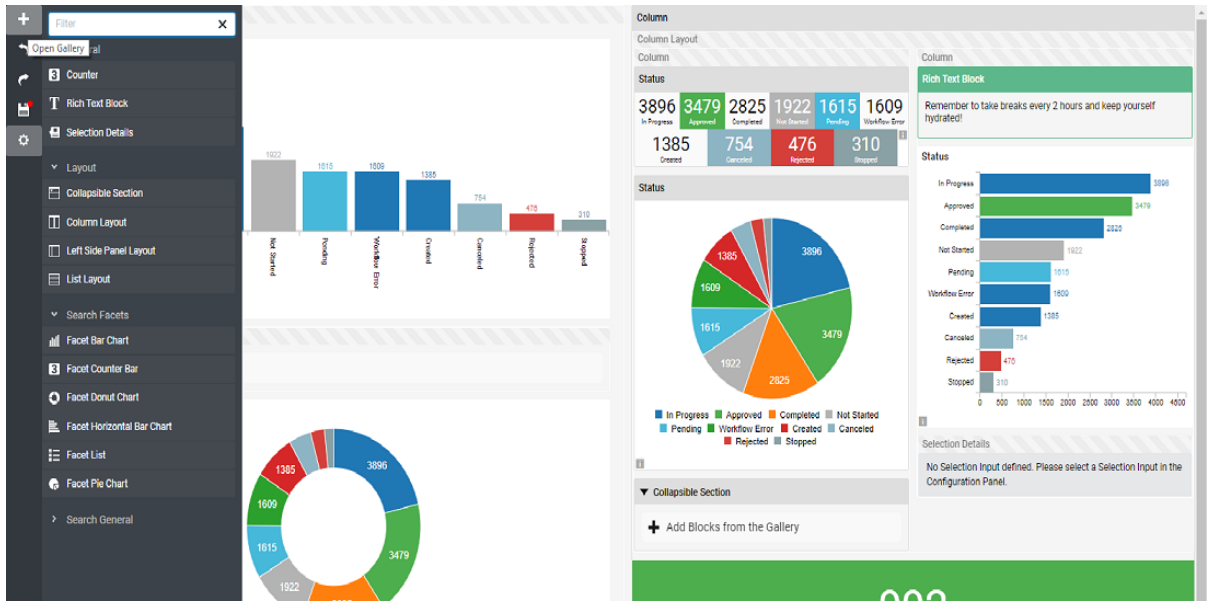 Filter
X
Open Gallery
Counter
Rich Text Block
Selection Details
Layout
Collapsible Section
Column Layout
Left Side Panel Layout
List Layout
Search Facets
Facet Bar Chart
Facet Counter Bar
Facet Donut Chart
Facet Horizontal Bar Chart
Facet List
Facet Pie Chart
Search General
1922
1615
1609
1385
754
476
310
Not Started
Pending
Workflow Error
Created
Canceled
Rejected
Stopped
1385
3896
1609
1615
3479
1922
Column
Column Layout
Column
Status
3896 3479 2825 1922 1615 1609
In Progress Approved Completed Not Started Pending Workflow Error
1385 754 476 310
Created Canceled Rejected Stopped
Status
1385
3896
1609
1615
3479
1922
2825
In Progress Approved Completed Not Started
Pending Workflow Error Created Canceled
Rejected Stopped
Collapsible Section
Add Blocks from the Gallery
Column
Rich Text Block
Remember to take breaks every 2 hours and keep yourself
hydrated!
Status
In Progress 3896
Approved 3479
Completed 2825
Not Started 1922
Pending 1615
Workflow Error 1609
Created 1385
Canceled 754
Rejected 476
Stopped 310
0 500 1000 1500 2000 2500 3000 3500 4000 4500
Selection Details
No Selection Input defined. Please select a Selection Input in the
Configuration Panel.